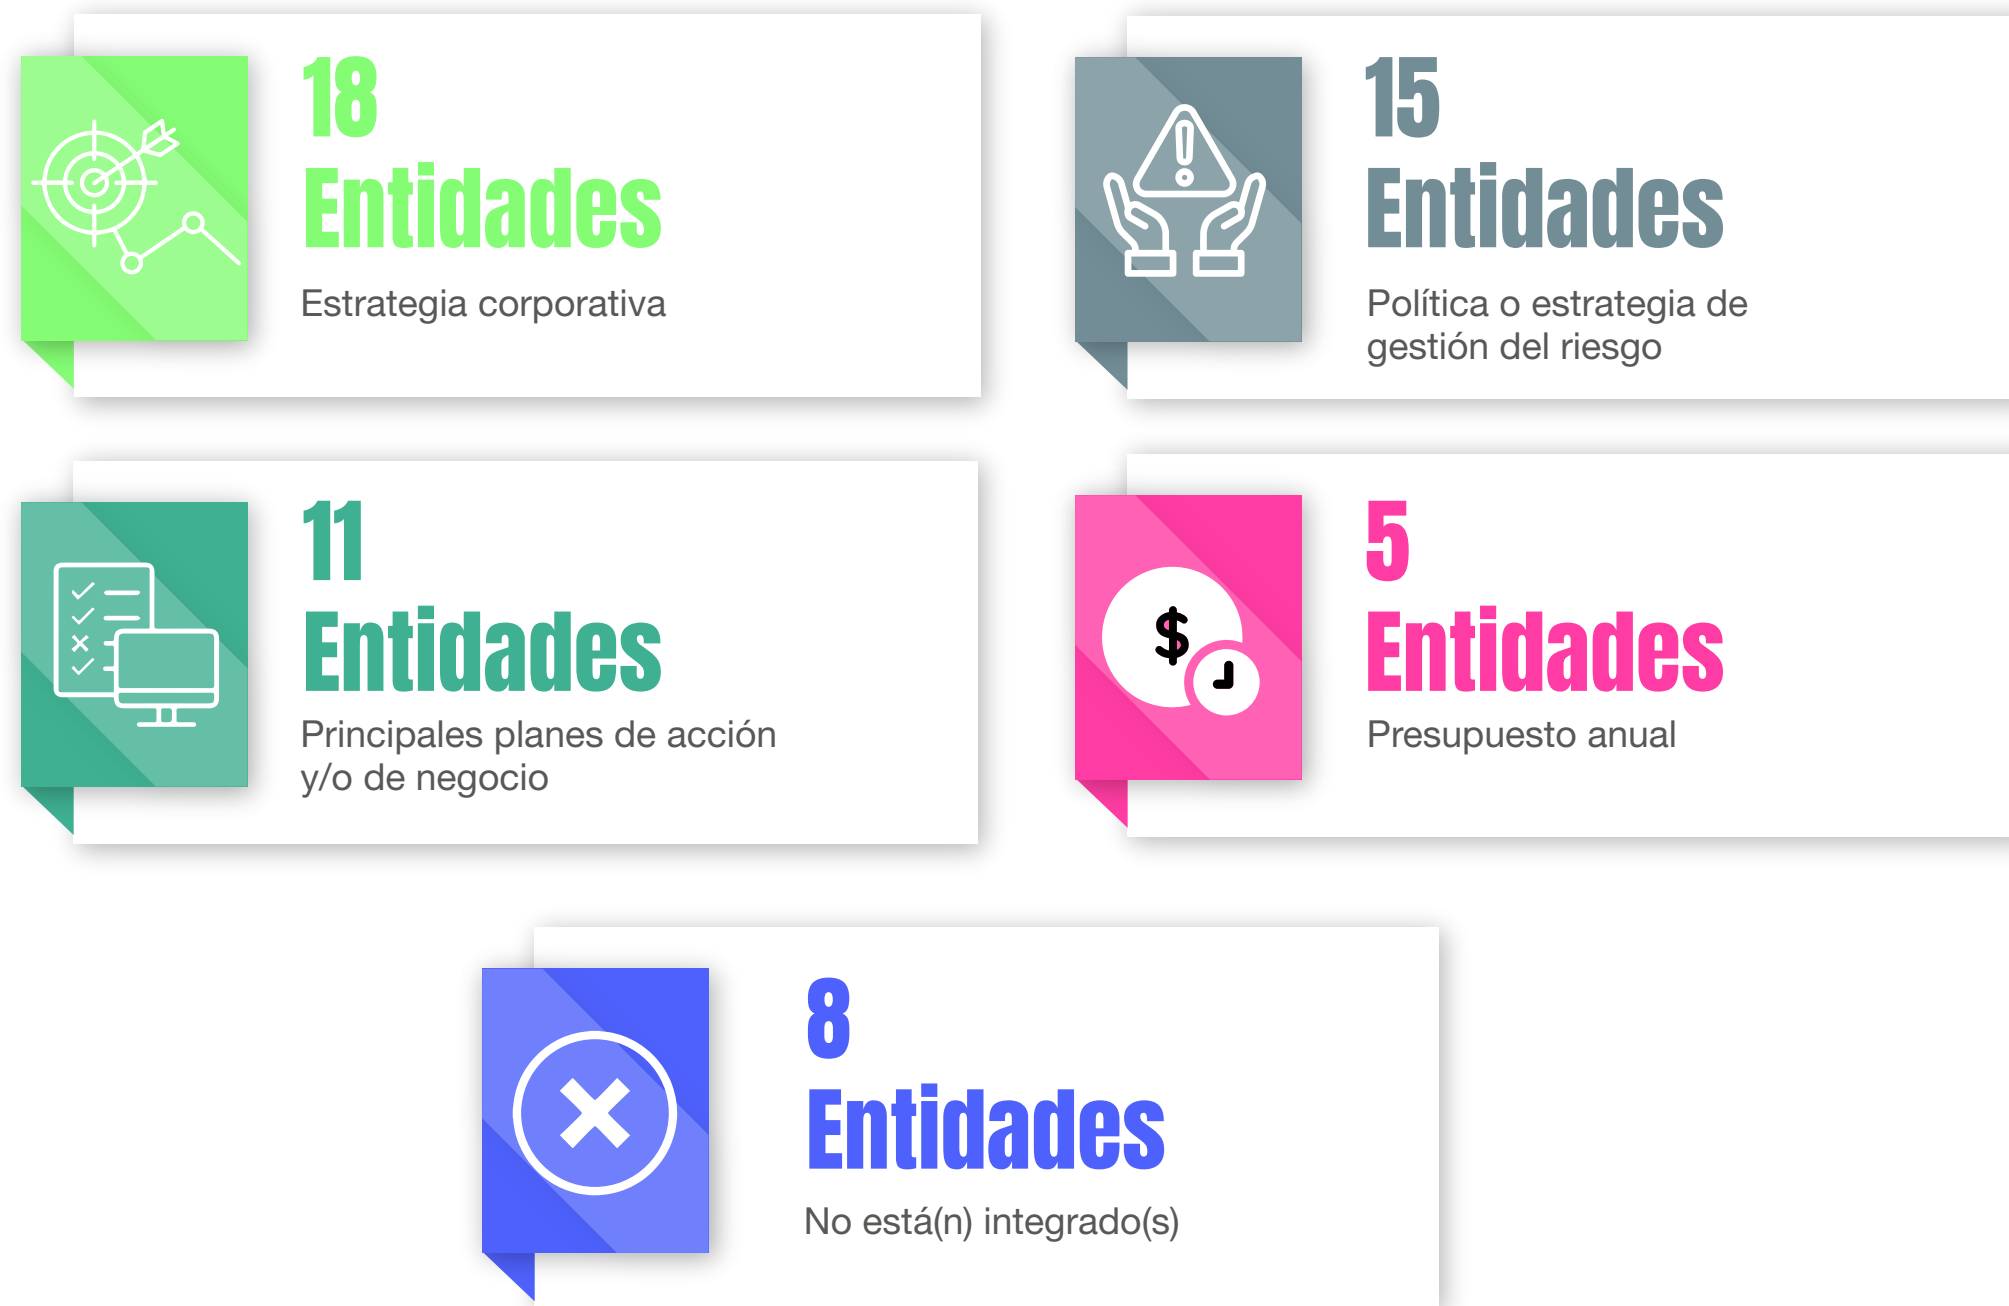 18
Entidades
Estrategia corporativa
15
Entidades
Política o estrategia de
gestión del riesgo
11
Entidades
Principales planes de acción
y/o de negocio
5
Entidades
Presupuesto anual
8
Entidades
No está(n) integrado(s)